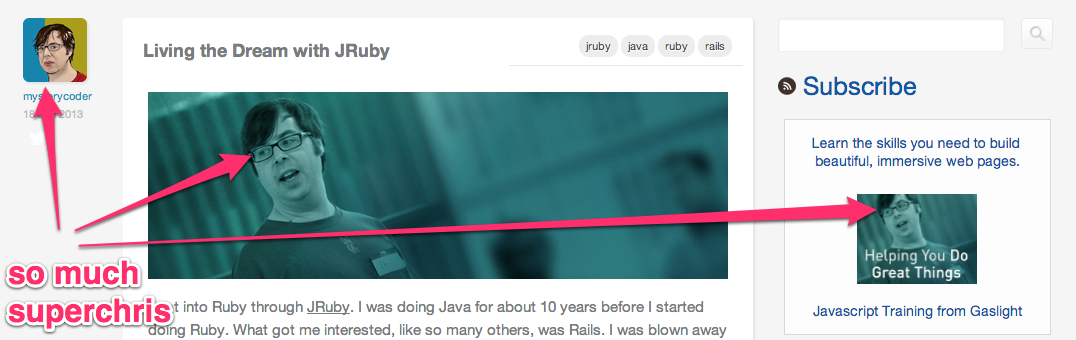 Living the Dream with JRuby
jruby java ruby rails
mysterycoder
2013
Subscribe
Learn the skills you need to build
beautiful, immersive web pages.
Helping You Do
Great Things
Javascript Training from Gaslight
so much
superchris
into Ruby through JRuby. I was doing Java for about 10 years before I started
doing Ruby. What got me interested, like so many others, was Rails. I was blown away